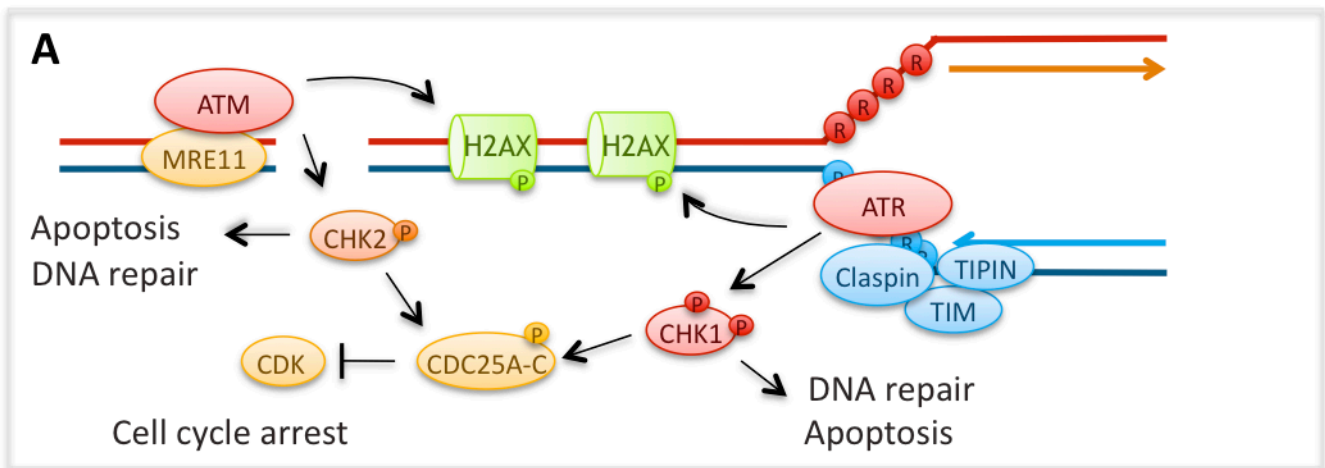 A
ATM
MRE11
H2AX
P
H2AX
P
R
R
R
R
ATR
R
Claspin
TIPIN
TIM
Apoptosis
DNA repair
CHK2
P
CHK1
P
P
CDC25A-C
P
CDK
Cell cycle arrest
DNA repair
Apoptosis